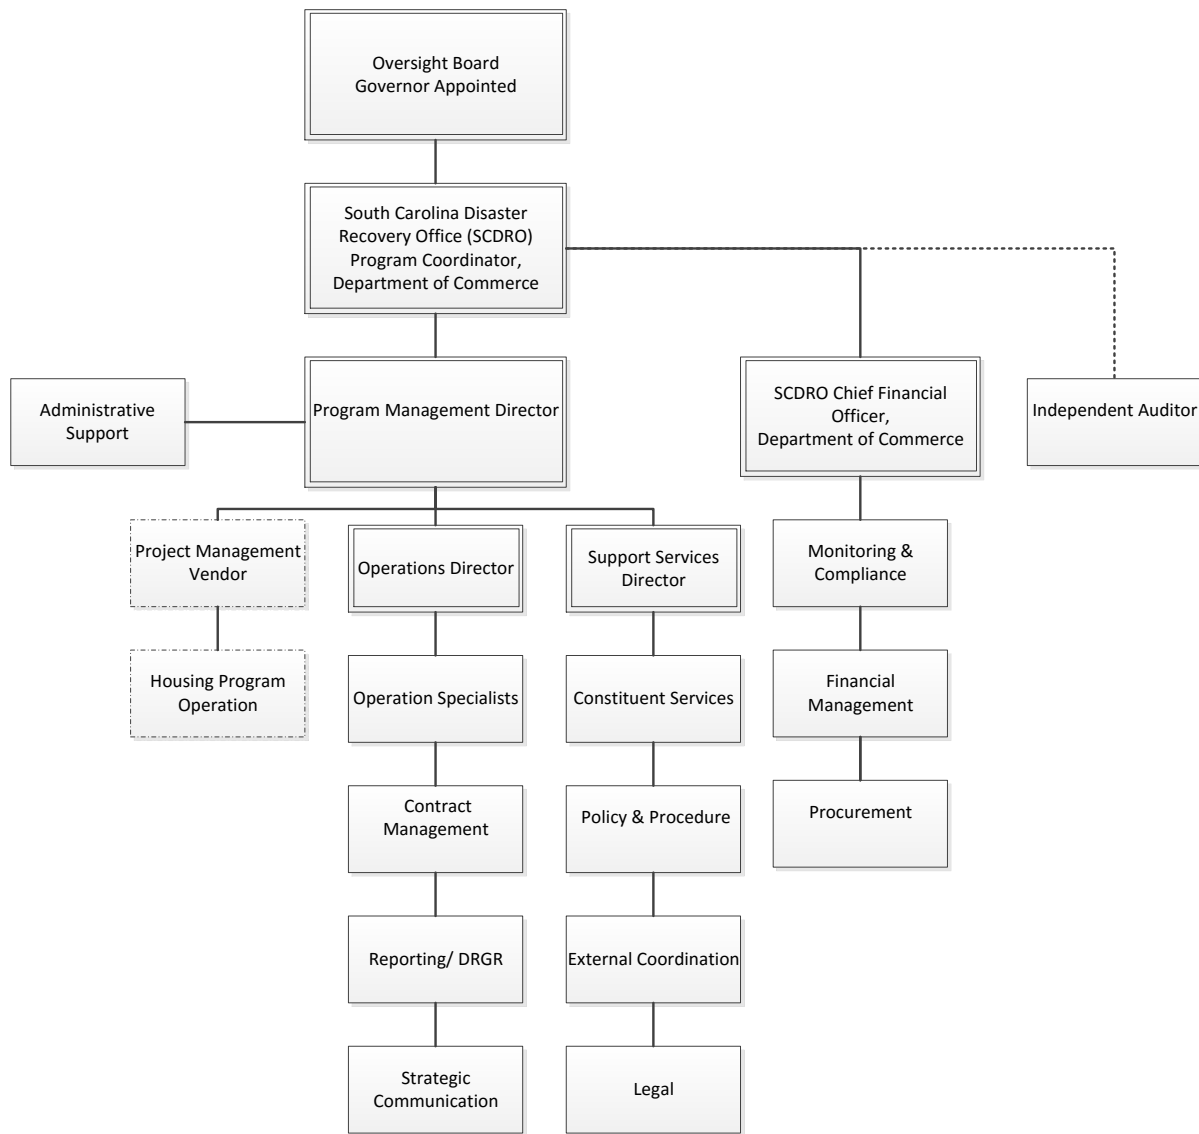 Oversight Board
Governor Appointed
South Carolina Disaster
Recovery Office (SCDRO)
Program Coordinator,
Department of Commerce
Administrative
Support
Program Management Director
SCDRO Chief Financial
Officer,
Department of Commerce
Independent Auditor
Project Management
Vendor
Operations Director
Support Services
Director
Monitoring &
Compliance
Housing Program
Operation
Operation Specialists
Constituent Services
Financial
Management
Contract
Management
Policy & Procedure
Procurement
Reporting/ DRGR
External Coordination
Strategic
Communication
Legal